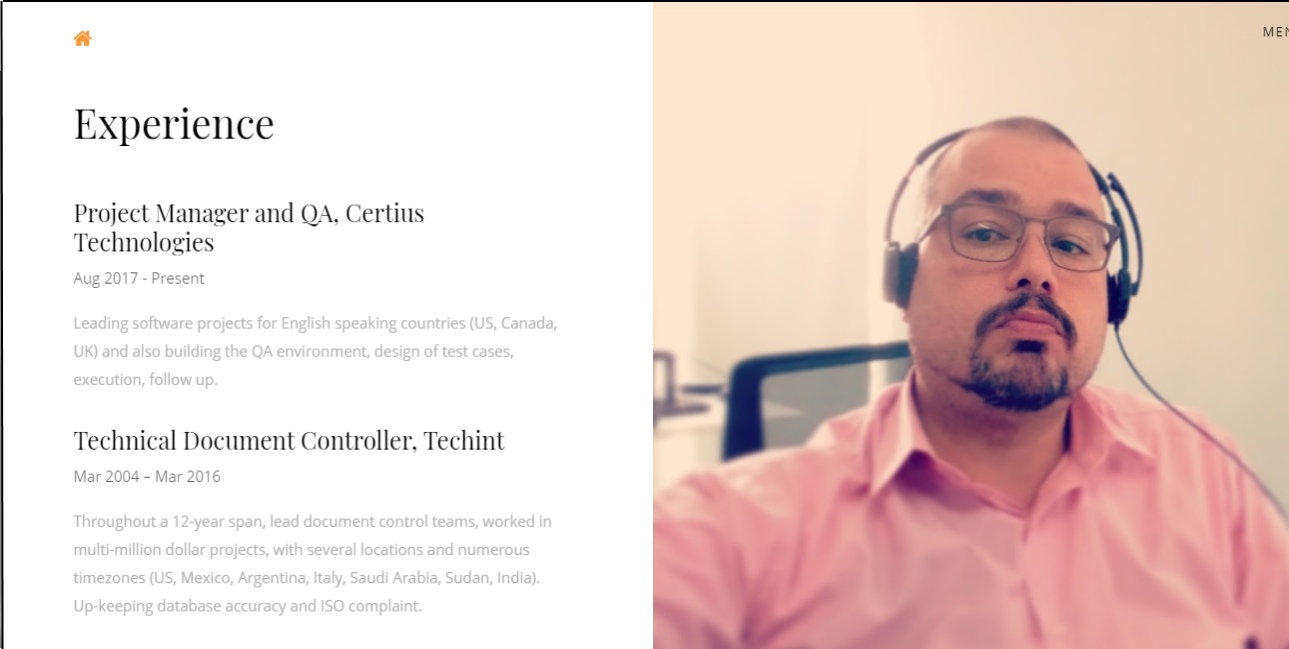 MEN
Experience
Project Manager and QA, Certius
Technologies
Aug 2017 - Present
Leading software projects for English speaking countries (US, Canada,
UK) and also building the QA environment, design of test cases,
execution, follow up.
Technical Document Controller, Techint
Mar 2004 – Mar 2016
Throughout a 12-year span, lead document control teams, worked in
multi-million dollar projects, with several locations and numerous
timezones (US, Mexico, Argentina, Italy, Saudi Arabia, Sudan, India).
Up-keeping database accuracy and ISO complaint.